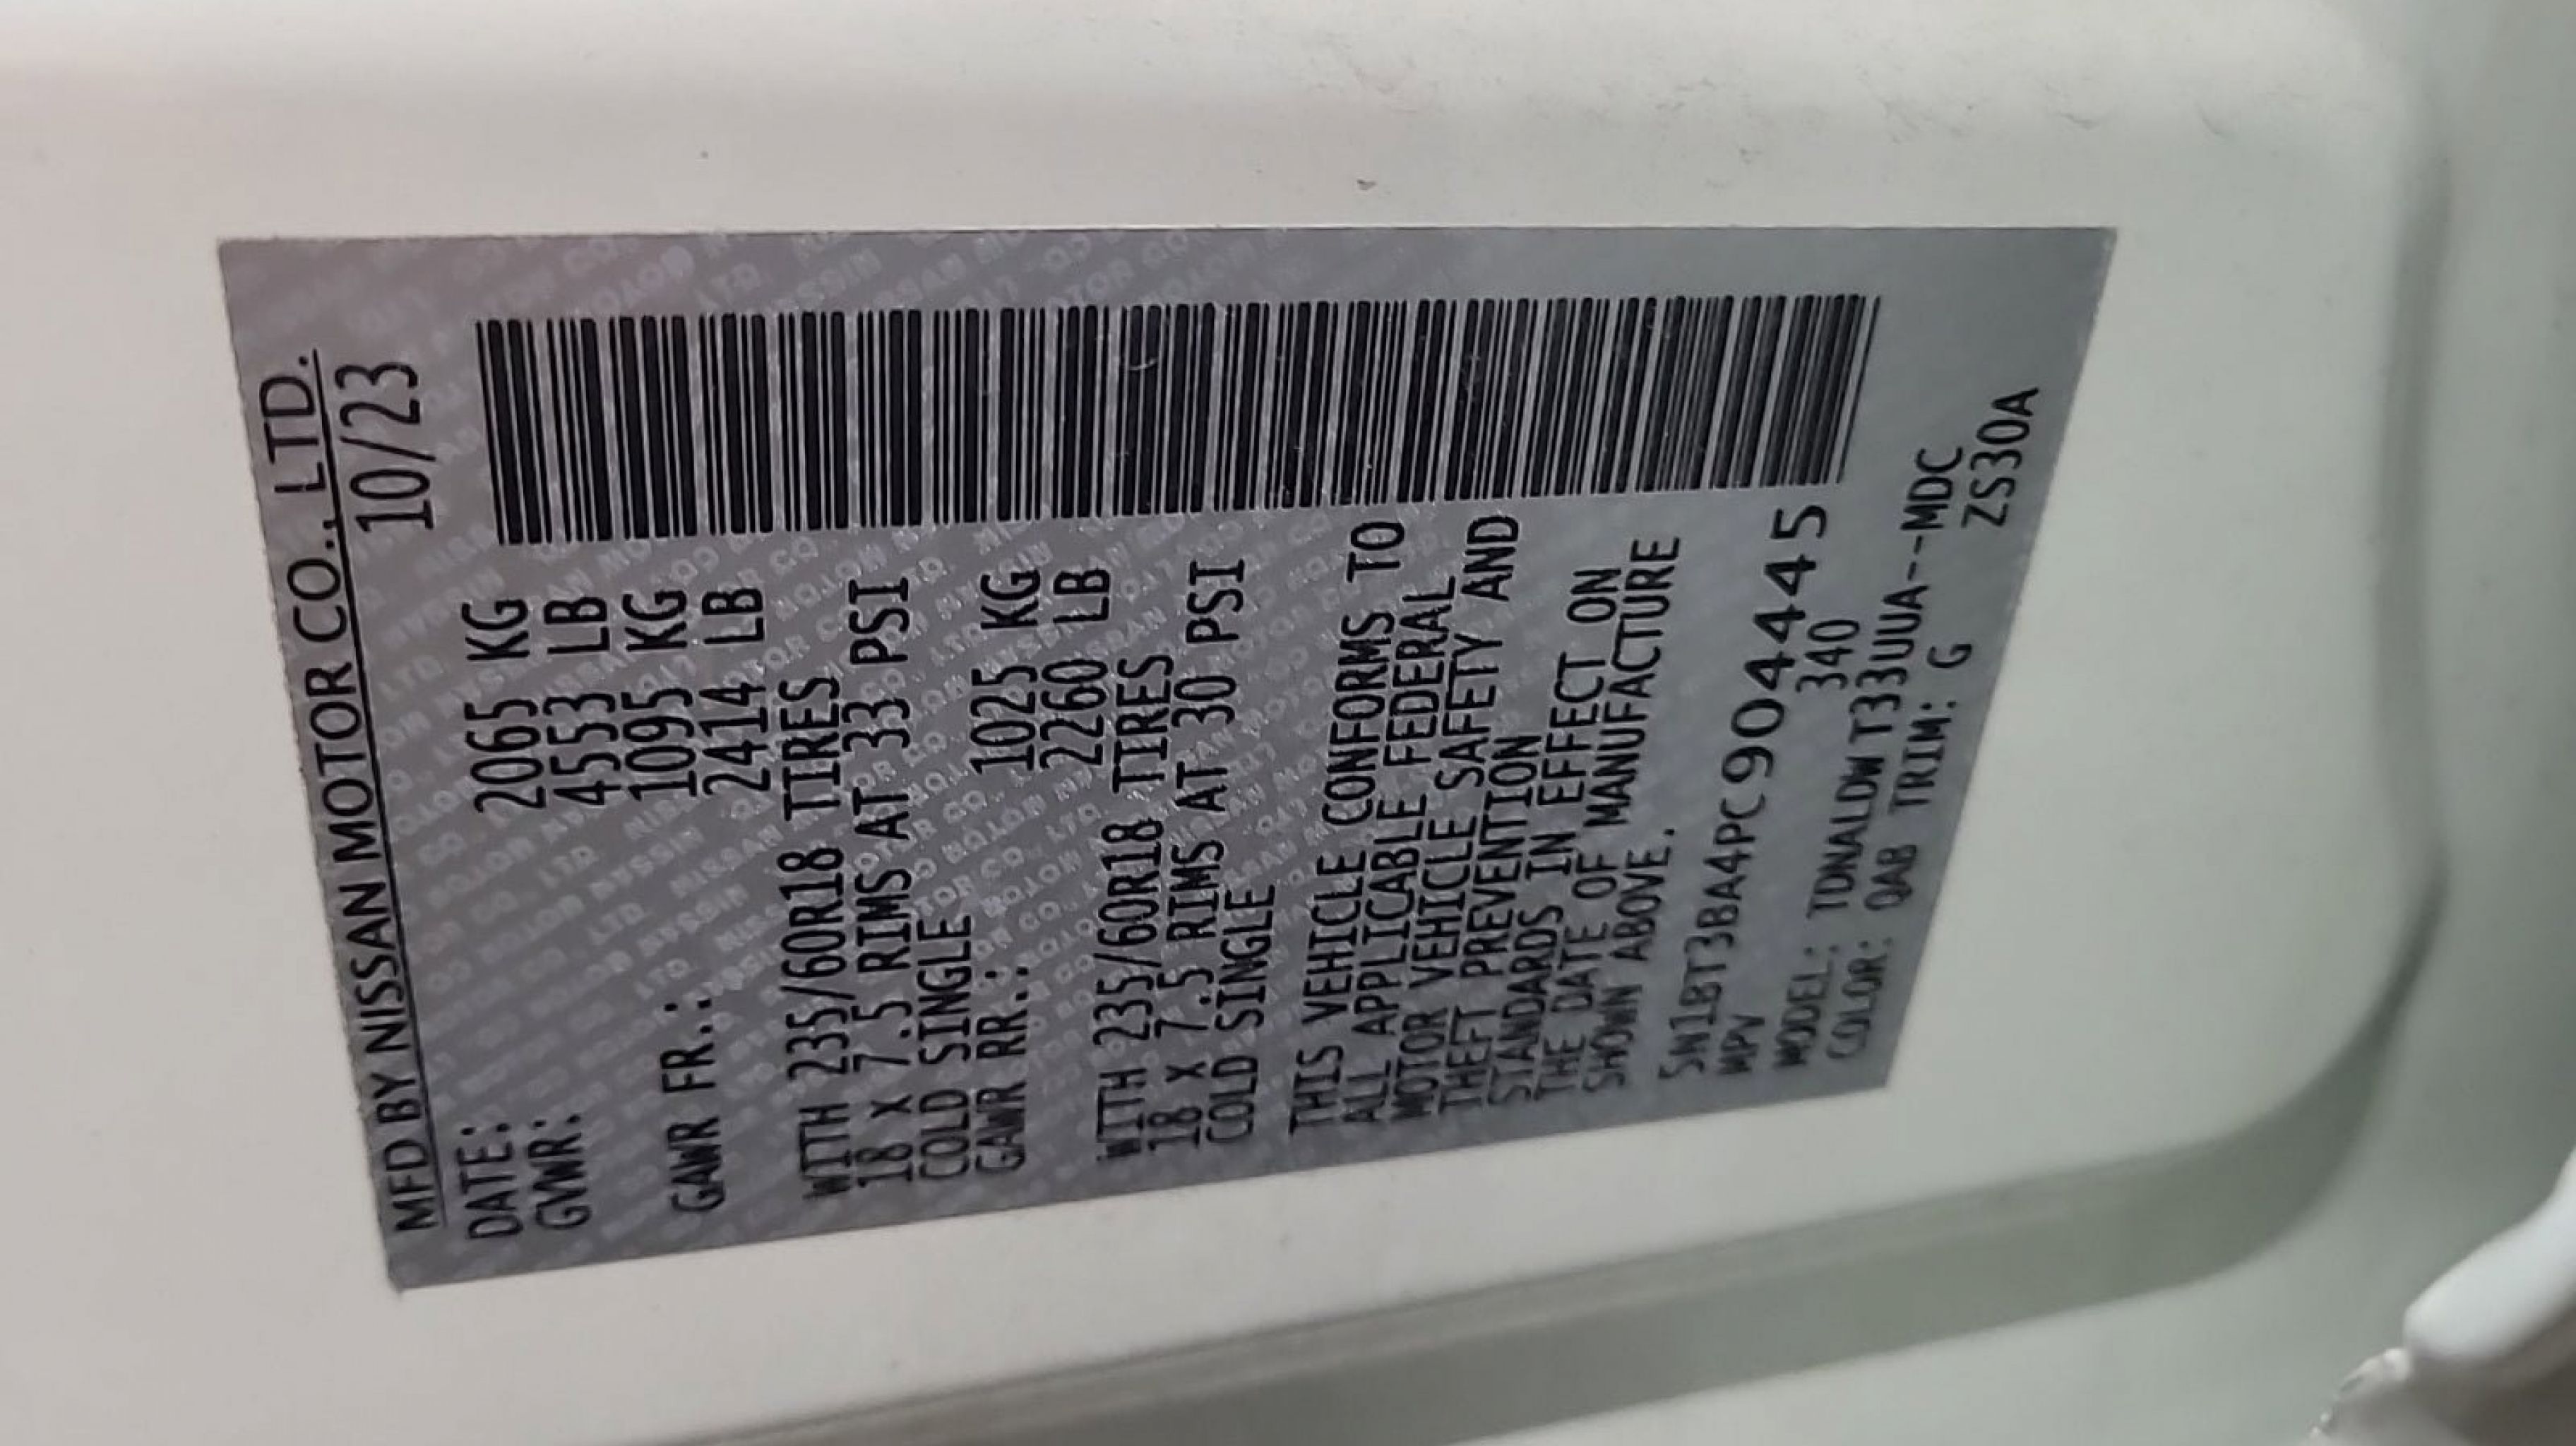 MFD BY NISSAN MOTOR CO., LTD.
DATE: 10/23
GVWR: 2065 KG
4553 LB
GAWR FR.: 1095 KG
2414 LB
WITH 235/60R18 TIRES
18 X 7.5 RIMS AT 33 PSI
COLD SINGLE
GAWR RR.: 1025 KG
2260 LB
WITH 235/60R18 TIRES
18 X 7.5 RIMS AT 30 PSI
COLD SINGLE
THIS VEHICLE CONFORMS TO
ALL APPLICABLE FEDERAL
MOTOR VEHICLE SAFETY AND
THEFT PREVENTION
STANDARDS IN EFFECT ON
THE DATE OF MANUFACTURE
SHOWN ABOVE.
5N1BT3BA4PC904445
MPV 340
MODEL: TDNALDW T33UUA--MDC
COLOR: QAB TRIM: G ZS30A